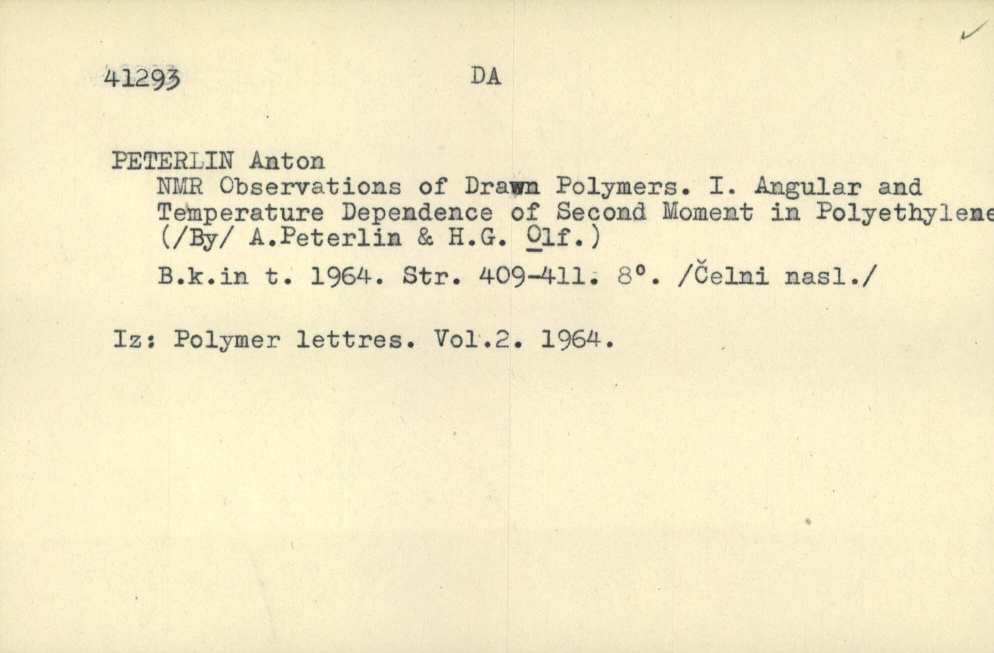 41293 DA
PETERLIN Anton
NMR Observations of Drawn Polymers. I. Angular and
Temperature Dependence of Second Moment in Polyethylene
(/By/ A.Peterlin & H.G. Olf.)
B.k.in t. 1964. Str. 409-411. 8°. /Čelni nasl./
Iz: Polymer lettres. Vol.2. 1964.